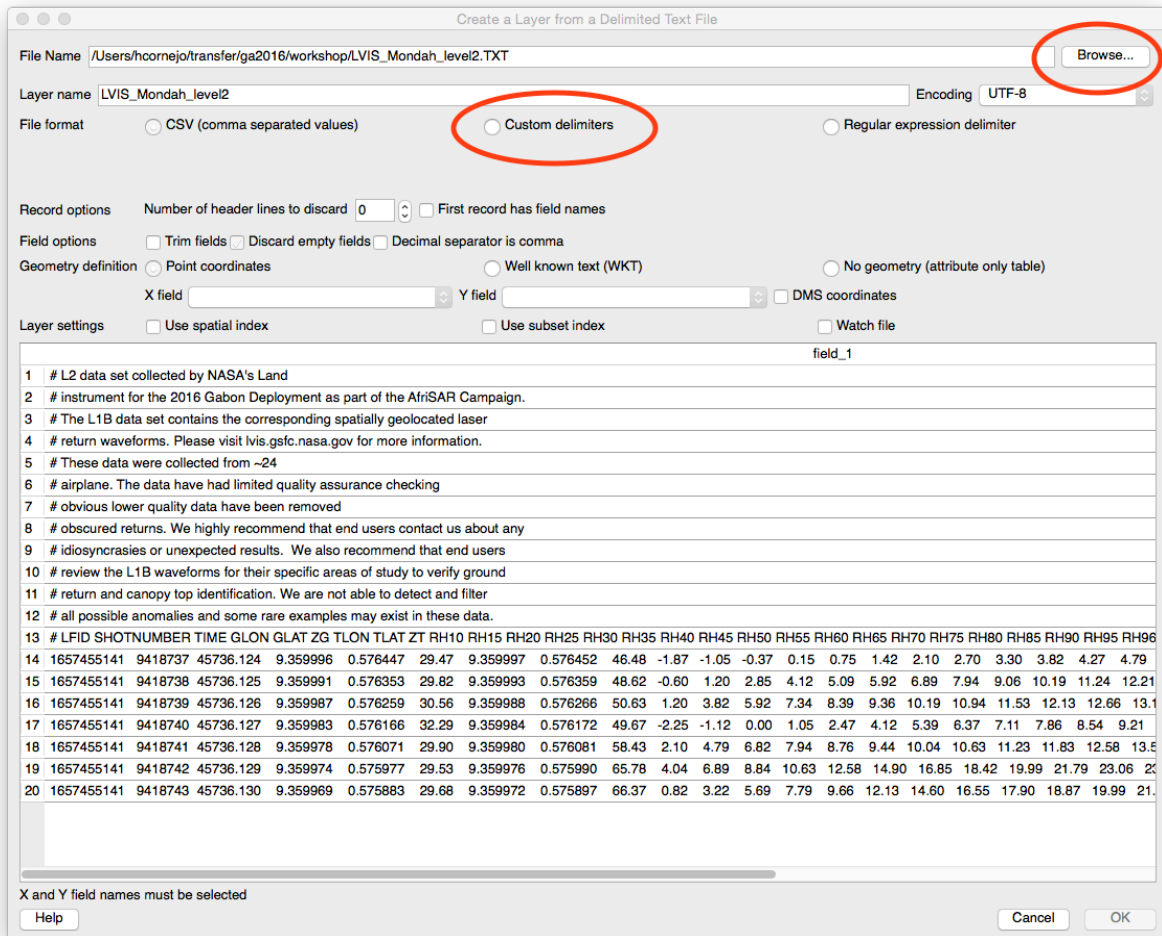 Create a Layer from a Delimited Text File
File Name /Users/hcornejo/transfer/ga2016/workshop/LVIS_Mondah_level2.TXT Browse...
Layer name LVIS_Mondah_level2 Encoding UTF-8
File format CSV (comma separated values) Custom delimiters Regular expression delimiter
Record options Number of header lines to discard 0 First record has field names
Field options Trim fields Discard empty fields Decimal separator is comma
Geometry definition Point coordinates Well known text (WKT) No geometry (attribute only table)
X field Y field DMS coordinates
Layer settings Use spatial index Use subset index Watch file
field_1
1 # L2 data set collected by NASA's Land
2 # instrument for the 2016 Gabon Deployment as part of the AfriSAR Campaign.
3 # The L1B data set contains the corresponding spatially geolocated laser
4 # return waveforms. Please visit lvis.gsfc.nasa.gov for more information.
5 # These data were collected from ~24
6 # airplane. The data have had limited quality assurance checking
7 # obvious lower quality data have been removed
8 # obscured returns. We highly recommend that end users contact us about any
9 # idiosyncrasies or unexpected results. We also recommend that end users
10 # review the L1B waveforms for their specific areas of study to verify ground
11 # return and canopy top identification. We are not able to detect and filter
12 # all possible anomalies and some rare examples may exist in these data.
13 # LFID SHOTNUMBER TIME GLON GLAT ZG TLON TLAT ZT RH10 RH15 RH20 RH25 RH30 RH35 RH40 RH45 RH50 RH55 RH60 RH65 RH70 RH75 RH80 RH85 RH90 RH95 RH96
14 1657455141 9418737 45736.124 9.359996 0.576447 29.47 9.359997 0.576452 46.48 -1.87 -1.05 -0.37 0.15 0.75 1.42 2.10 2.70 3.30 3.82 4.27 4.79
15 1657455141 9418738 45736.125 9.359991 0.576353 29.82 9.359993 0.576359 48.62 -0.60 1.20 2.85 4.12 5.09 5.92 6.89 7.94 9.06 10.19 11.24 12.21
16 1657455141 9418739 45736.126 9.359987 0.576259 30.56 9.359988 0.576266 50.63 1.20 3.82 5.92 7.34 8.39 9.36 10.19 10.94 11.53 12.13 12.66 13.1
17 1657455141 9418740 45736.127 9.359983 0.576166 32.29 9.359984 0.576172 49.67 -2.25 -1.12 0.00 1.05 2.47 4.12 5.39 6.37 7.11 7.86 8.54 9.21
18 1657455141 9418741 45736.128 9.359978 0.576071 29.90 9.359980 0.576081 58.43 2.10 4.79 6.82 7.94 8.76 9.44 10.04 10.63 11.23 11.83 12.58 13.5
19 1657455141 9418742 45736.129 9.359974 0.575977 29.53 9.359976 0.575990 65.78 4.04 6.89 8.84 10.63 12.58 14.90 16.85 18.42 19.99 21.79 23.06 23
20 1657455141 9418743 45736.130 9.359969 0.575883 29.68 9.359972 0.575897 66.37 0.82 3.22 5.69 7.79 9.66 12.13 14.60 16.55 17.90 18.87 19.99 21.
X and Y field names must be selected
Help Cancel OK